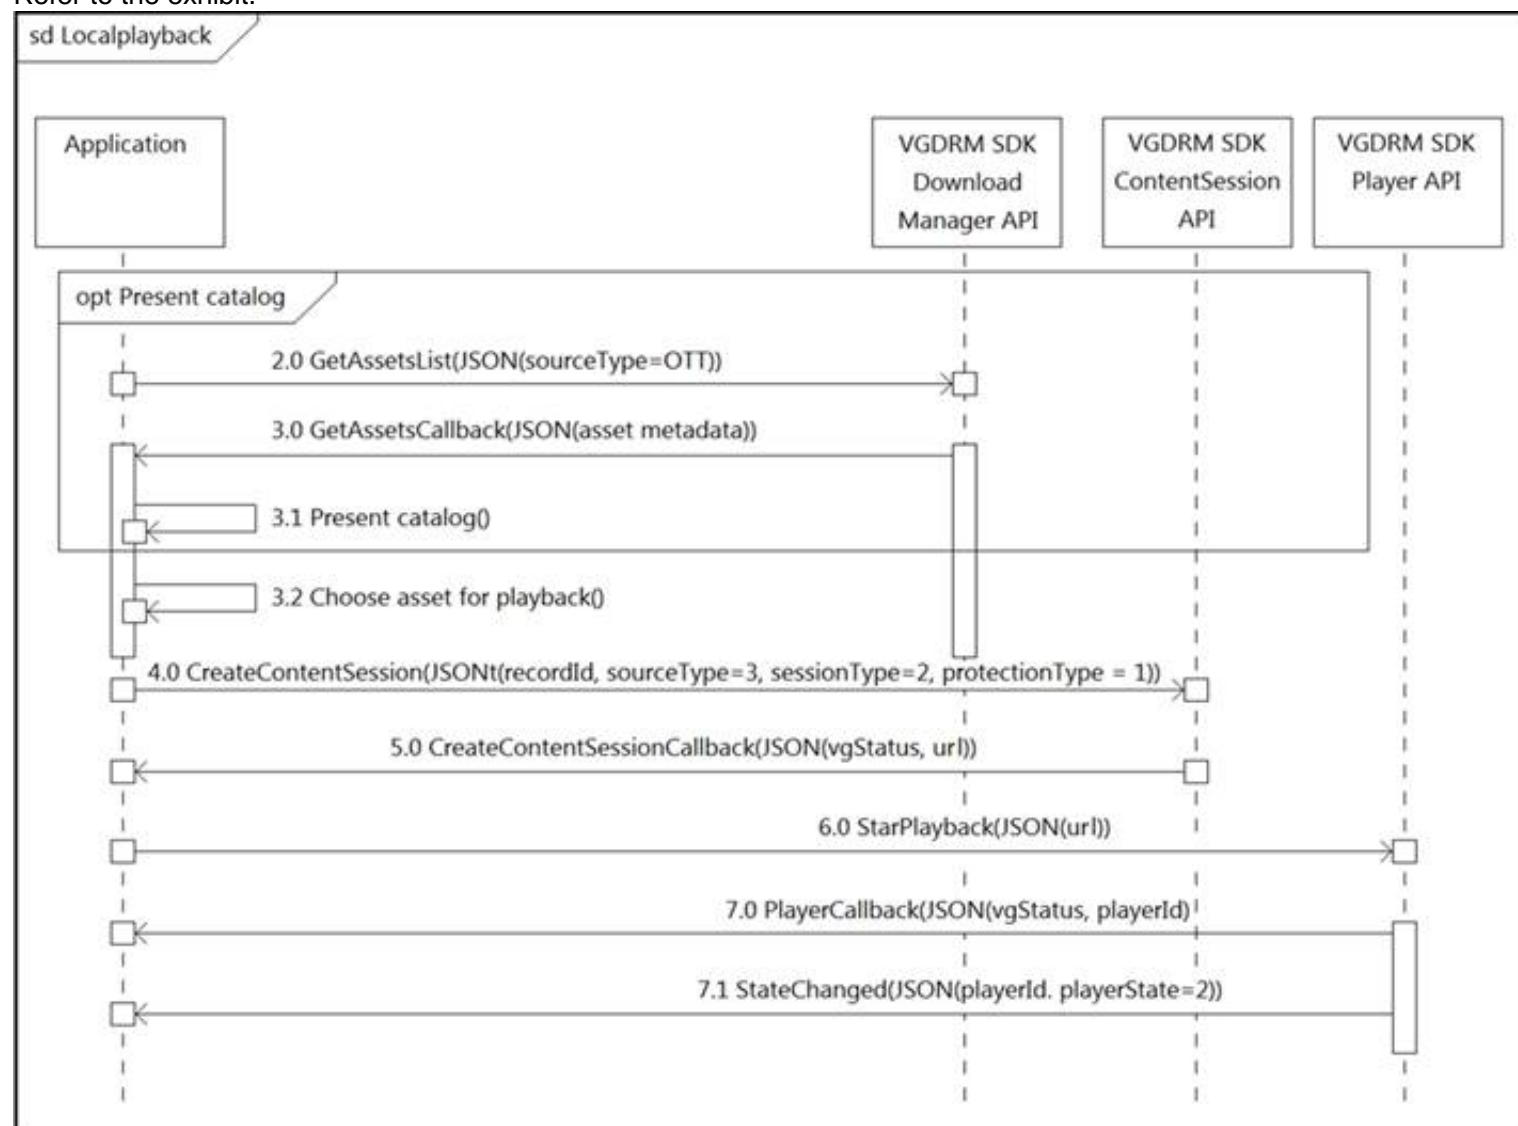 Refer to the exhibit.
sd Localplayback
Application
VGDRM SDK
Download
Manager API
VGDRM SDK
ContentSession
API
VGDRM SDK
Player API
opt Present catalog
2.0 GetAssetsList(JSON(sourceType=OTT))
3.0 GetAssetsCallback(JSON(asset metadata))
3.1 Present catalog()
3.2 Choose asset for playback()
4.0 CreateContentSession(JSONt(recordId, sourceType=3, sessionType=2, protectionType = 1))
5.0 CreateContentSessionCallback(JSON(vgStatus, url))
6.0 StarPlayback(JSON(url))
7.0 PlayerCallback(JSON(vgStatus, playerId)
7.1 StateChanged(JSON(playerId. playerState=2))